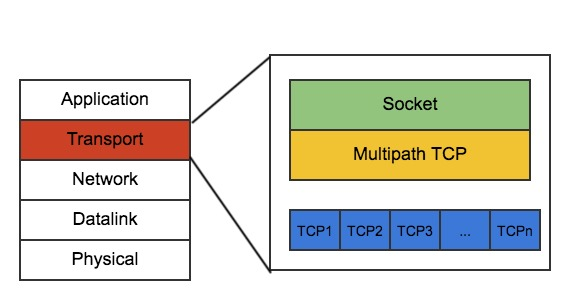 Application
Transport
Network
Datalink
Physical
Socket
Multipath TCP
TCP1 TCP2 TCP3 ... TCPn